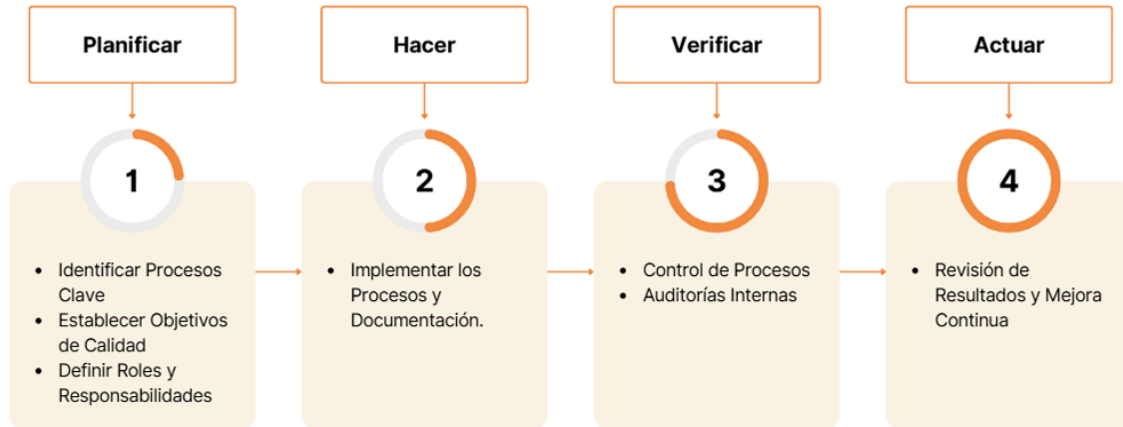 Planificar
Hacer
Verificar
Actuar
1
2
3
4
• Identificar Procesos
Clave
• Establecer Objetivos
de Calidad
• Definir Roles y
Responsabilidades
• Implementar los
Procesos y
Documentación.
• Control de Procesos
• Auditorías Internas
• Revisión de
Resultados y Mejora
Continua